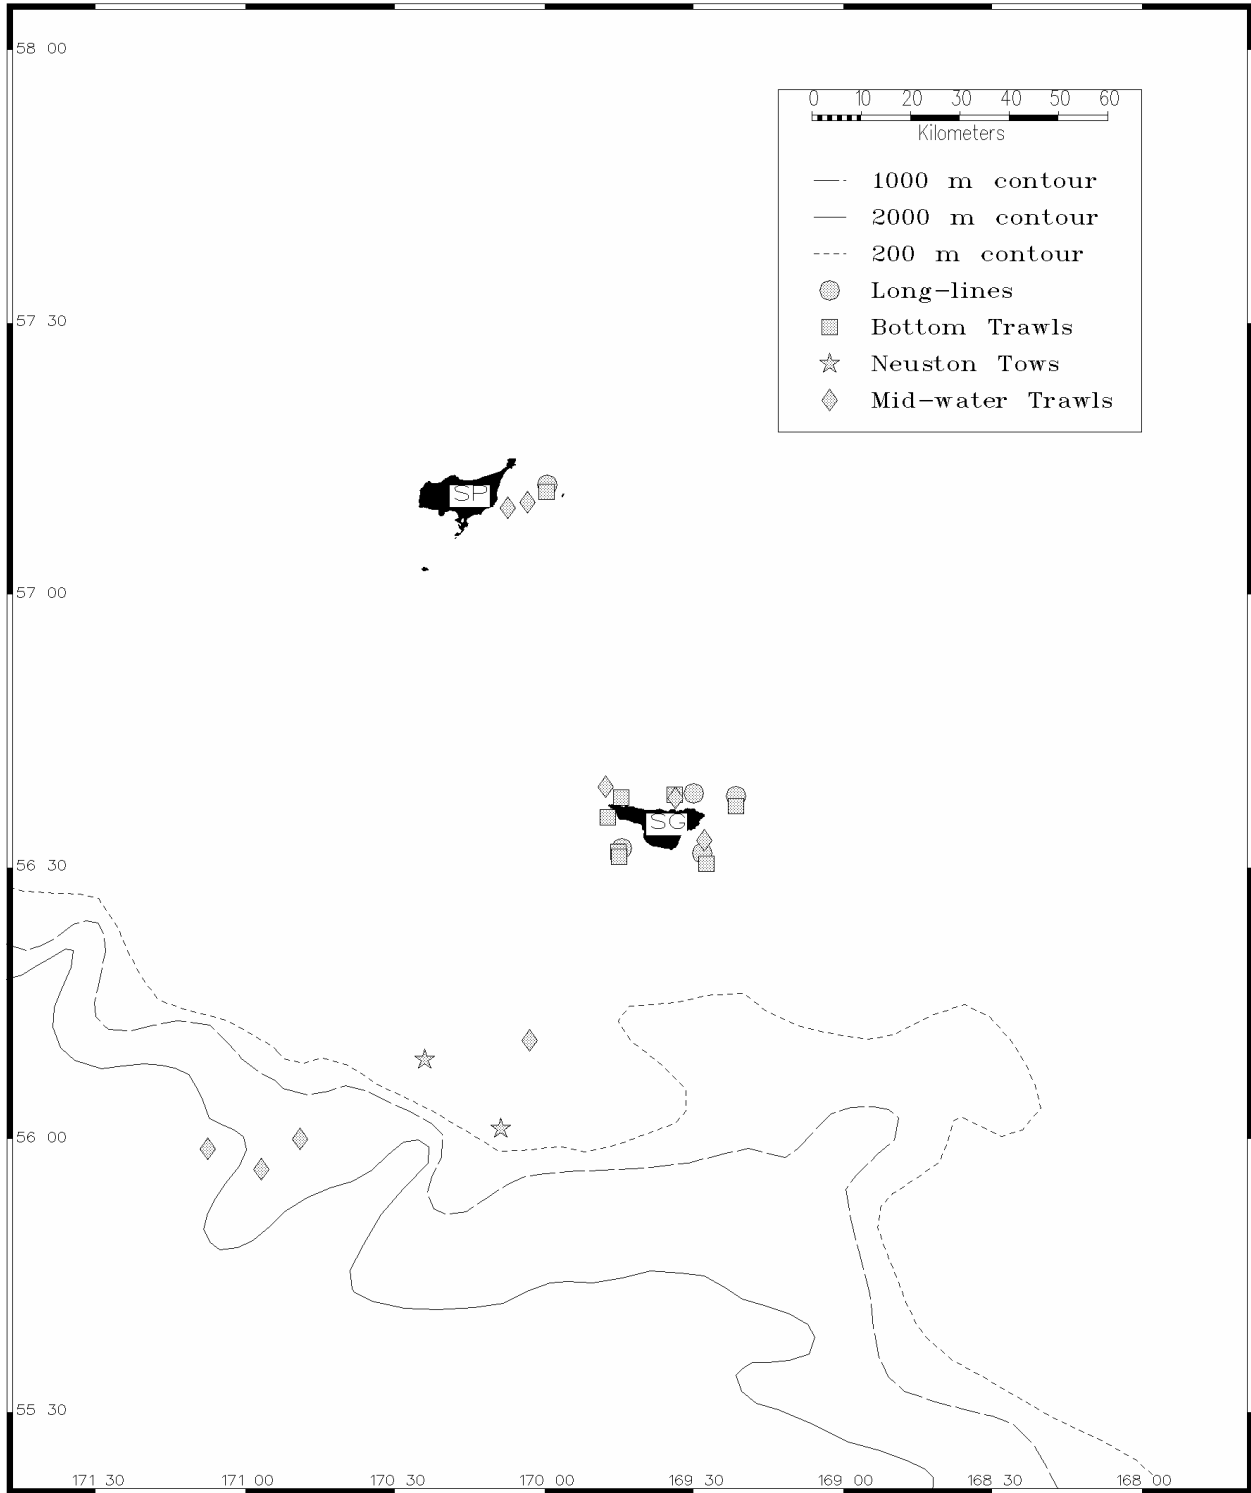 58 00
0 10 20 30 40 50 60
Kilometers
1000 m contour
2000 m contour
200 m contour
Long-lines
57 30
Bottom Trawls
Neuston Tows
Mid-water Trawls
SP
57 00
SG
56 30
56 00
55 30
171 30 171 00 170 30 170 00 169 30 169 00 168 30 168 00